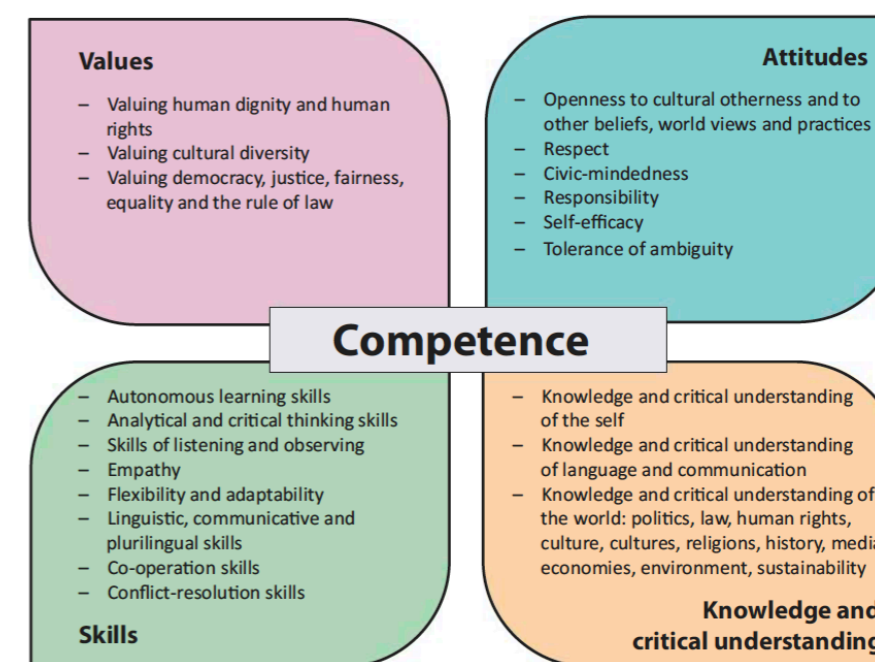 Values
– Valuing human dignity and human
rights
– Valuing cultural diversity
– Valuing democracy, justice, fairness,
equality and the rule of law
Attitudes
– Openness to cultural otherness and to
other beliefs, world views and practices
– Respect
– Civic-mindedness
– Responsibility
– Self-efficacy
– Tolerance of ambiguity
Competence
– Autonomous learning skills
– Analytical and critical thinking skills
– Skills of listening and observing
– Empathy
– Flexibility and adaptability
– Linguistic, communicative and
plurilingual skills
– Co-operation skills
– Conflict-resolution skills
Skills
– Knowledge and critical understanding
of the self
– Knowledge and critical understanding
of language and communication
– Knowledge and critical understanding of
the world: politics, law, human rights,
culture, cultures, religions, history, media
economies, environment, sustainability
Knowledge and
critical understanding